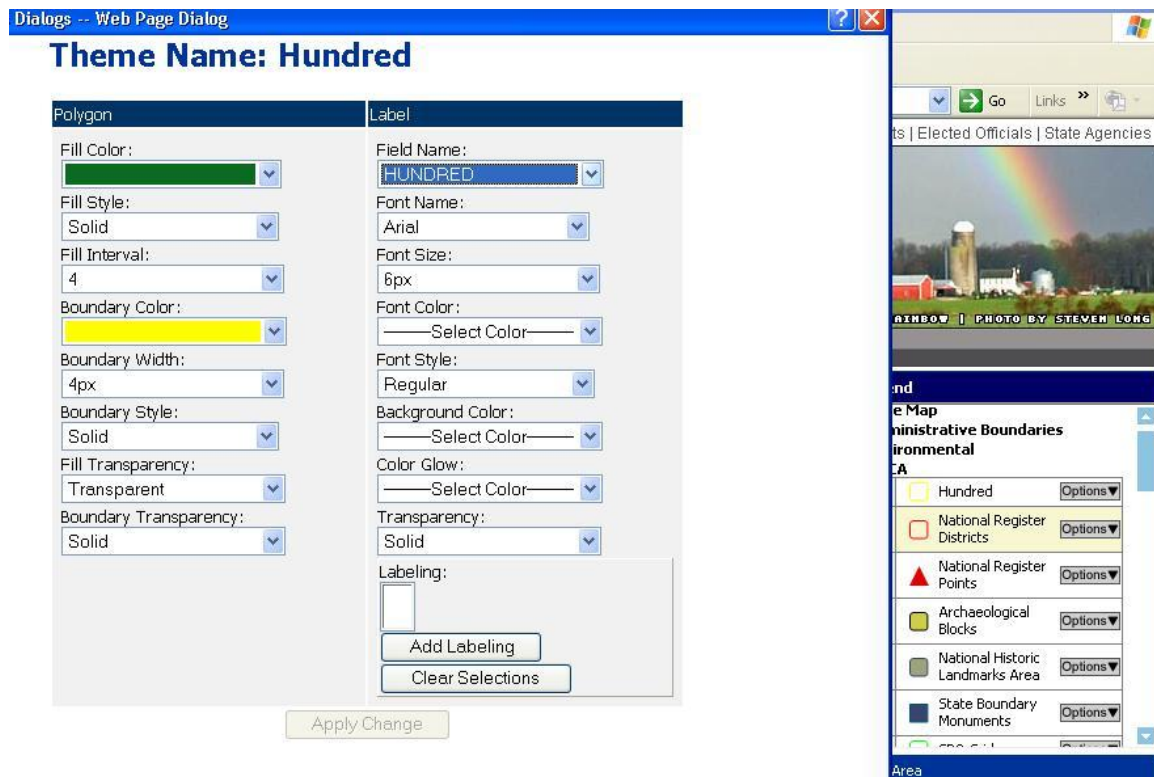 Dialogs -- Web Page Dialog
Theme Name: Hundred
Polygon
Label
Fill Color:
Field Name:
HUNDRED
Fill Style:
Font Name:
Solid
Arial
Fill Interval:
Font Size:
4
6px
Boundary Color:
Font Color:
Select Color
Boundary Width:
Font Style:
4px
Regular
Boundary Style:
Background Color:
Solid
Select Color
Fill Transparency:
Color Glow:
Transparent
Select Color
Boundary Transparency:
Transparency:
Solid
Solid
Labeling:
Add Labeling
Clear Selections
Apply Change
Go Links »
ts | Elected Officials | State Agencies
AINBOW | PHOTO BY STEVEN LONG
end
e Map
ministrative Boundaries
ironmental
CA
Hundred Options▼
National Register
Districts Options▼
National Register
Points Options▼
Archaeological
Blocks Options▼
National Historic
Landmarks Area Options▼
State Boundary
Monuments Options▼
Area